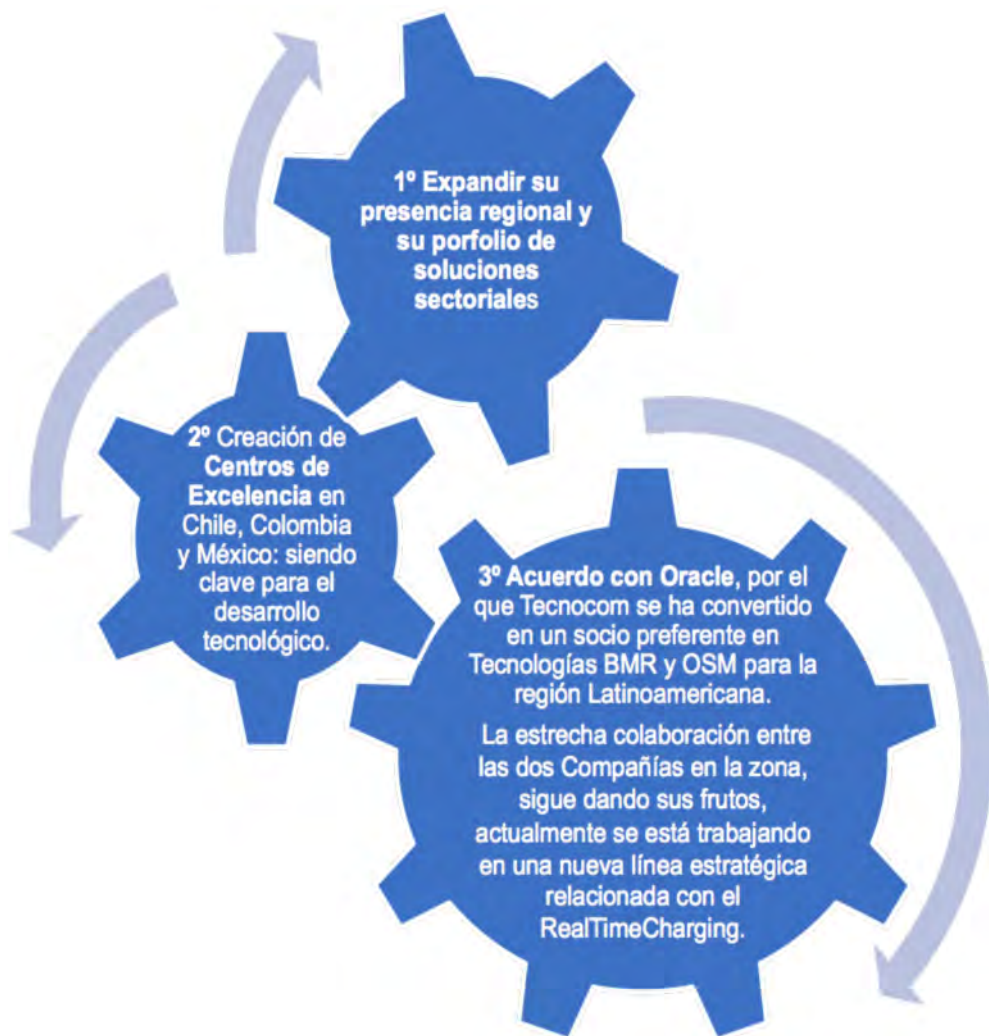 1º Expandir su
presencia regional y
su porfolio de
soluciones
sectoriales
2º Creación de
Centros de
Excelencia en
Chile, Colombia
y México: siendo
clave para el
desarrollo
tecnológico.
3º Acuerdo con Oracle, por el
que Tecnocom se ha convertido
en un socio preferente en
Tecnologías BMR y OSM para la
región Latinoamericana.
La estrecha colaboración entre
las dos Compañías en la zona,
sigue dando sus frutos,
actualmente se está trabajando
en una nueva línea estratégica
relacionada con el
RealTimeCharging.